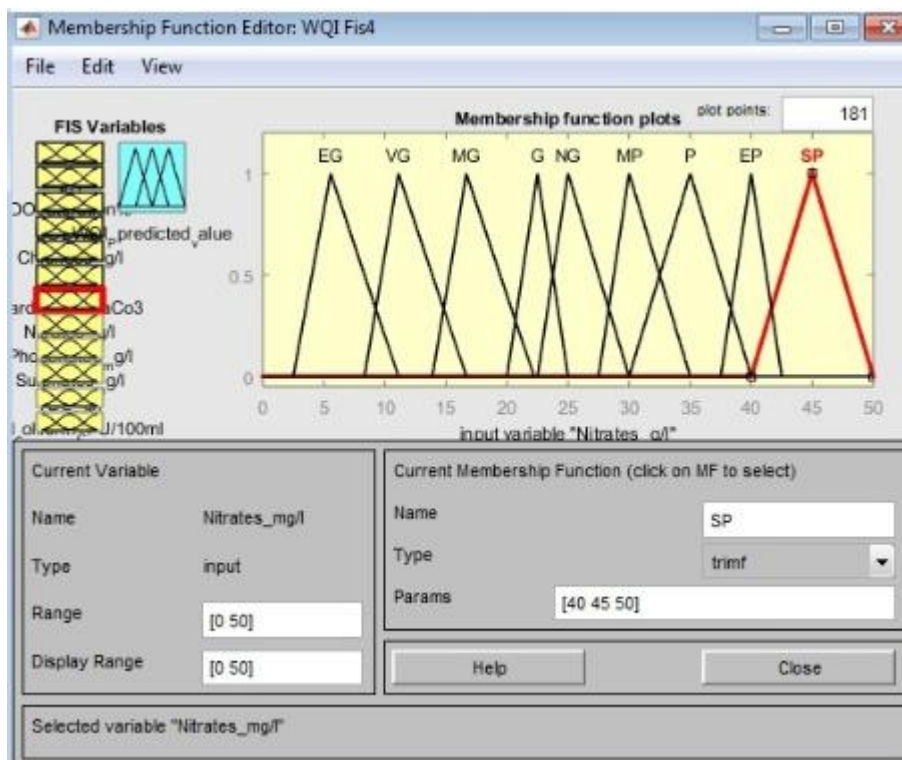 Membership Function Editor: WQI Fis4
File Edit View
FIS Variables
Membership function plots
plot points: 181
EG VG MG G NG MP P EP SP
1
0.5
0
0 5 10 15 20 25 30 35 40 45 50
input variable "Nitrates_g/l"
predicted_value
g/l
aCo3
g/l
g/l
/100ml
Current Variable
Name Nitrates_mg/l
Type input
Range [0 50]
Display Range [0 50]
Current Membership Function (click on MF to select)
Name SP
Type trimf
Params [40 45 50]
Help Close
Selected variable "Nitrates_mg/l"